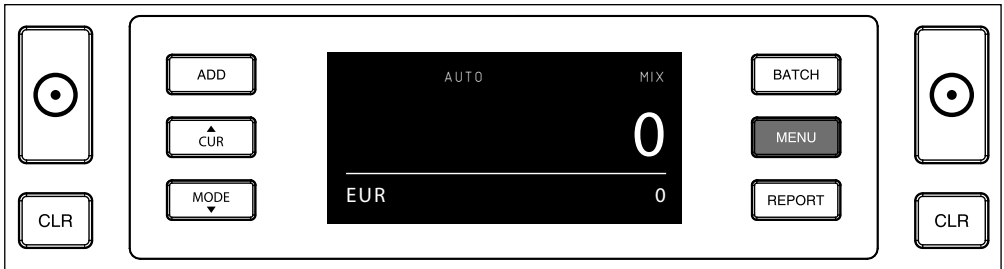 ADD
▲
CUR
MODE
▼
CLR
AUTO MIX
0
EUR 0
BATCH
MENU
REPORT
CLR